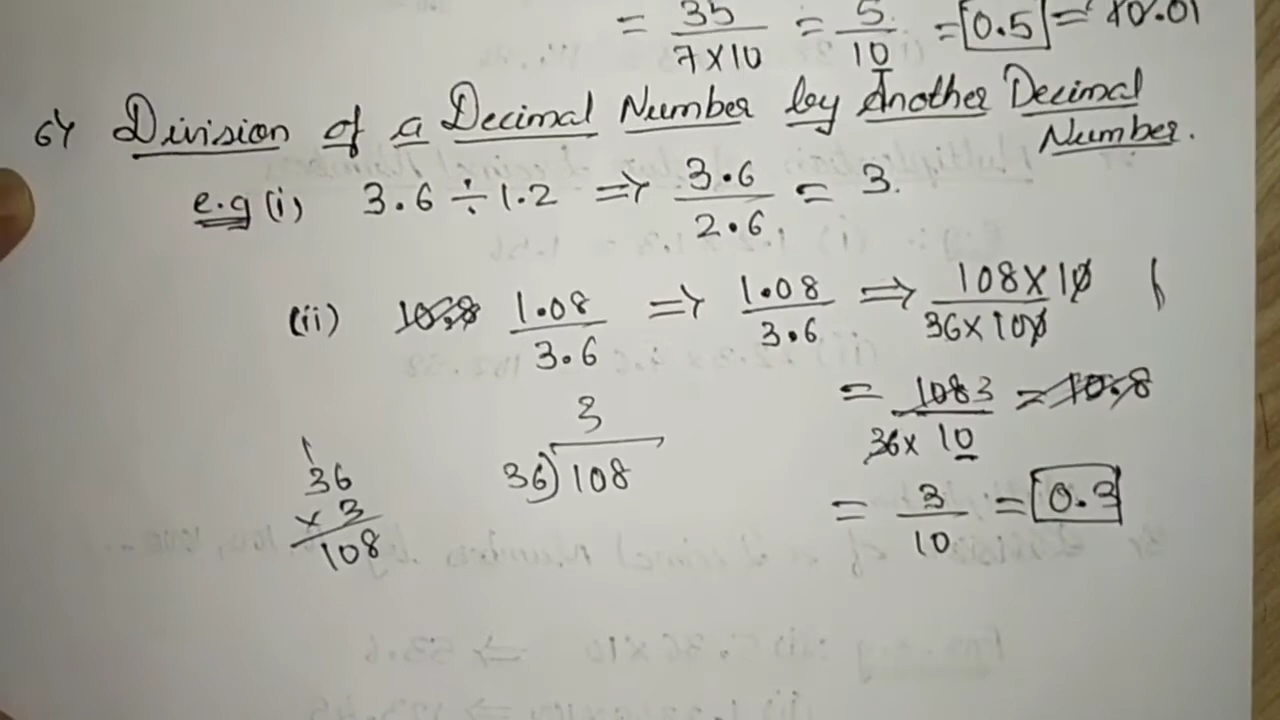 = 35/7×10 = 5/10 = 0.5
6) Division of a Decimal Number by Another Decimal
Number.
e.g (i) 3.6 ÷ 1.2 => 3.6/2.6 = 3.
(ii) 10.8 1.08/3.6 => 1.08/3.6 => 108×10/36×100
= 108 3/36× 10 = 10.8
= 3/10 = 0.3
3
36)108
1
36
× 3
108